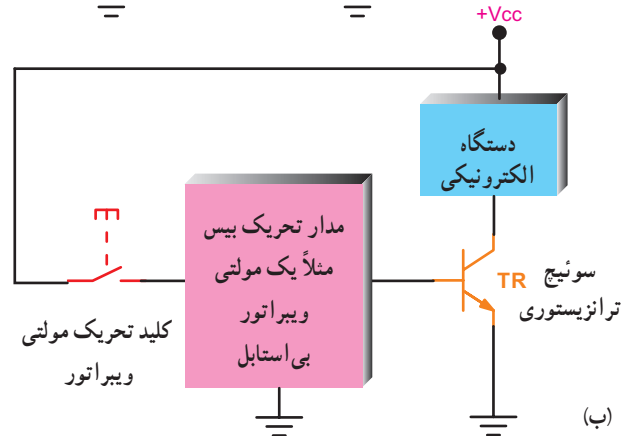 +Vcc
دستگاه
الکترونیکی
مدار تحریک بیس
مثلاً یک مولتی
ویبراتور
بی‌استابل
TR
سوئیچ
ترانزیستوری
کلید تحریک مولتی
ویبراتور
(ب)